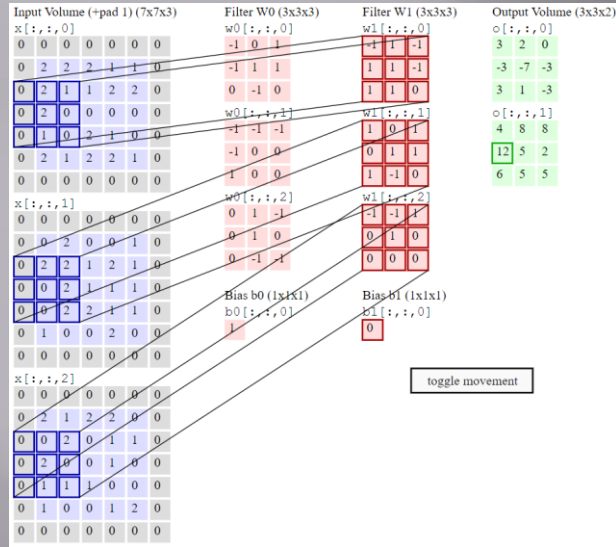 Input Volume (+pad 1) (7x7x3)
x[:,:,0]
0 0 0 0 0 0 0
0 2 2 2 1 1 0
0 2 1 1 2 2 0
0 2 0 0 0 0 0
0 1 0 2 1 0 0
0 2 1 2 2 1 0
0 0 0 0 0 0 0
x[:,:,1]
0 0 0 0 0 0 0
0 0 2 0 0 1 0
0 2 2 1 2 1 0
0 0 2 1 1 1 0
0 0 2 2 1 1 0
0 1 0 0 2 0 0
0 0 0 0 0 0 0
x[:,:,2]
0 0 0 0 0 0 0
0 2 1 2 2 0 0
0 0 2 0 1 1 0
0 2 0 0 1 0 0
0 1 1 1 0 0 0
0 1 0 0 1 2 0
0 0 0 0 0 0 0
Filter W0 (3x3x3)
w0[:,:,0]
-1 0 1
-1 1 1
0 -1 0
w0[:,:,1]
-1 -1 -1
-1 0 0
1 0 0
w0[:,:,2]
0 1 -1
0 1 0
0 -1 -1
Bias b0 (1x1x1)
b0[:,:,0]
1
Filter W1 (3x3x3)
w1[:,:,0]
-1 1 -1
1 1 -1
1 1 0
w1[:,:,1]
1 0 1
0 1 1
1 -1 0
w1[:,:,2]
-1 -1 1
0 1 0
0 0 0
Bias b1 (1x1x1)
b1[:,:,0]
0
Output Volume (3x3x2)
o[:,:,0]
3 2 0
-3 -7 -3
3 1 -3
o[:,:,1]
4 8 8
12 5 2
6 5 5
toggle movement